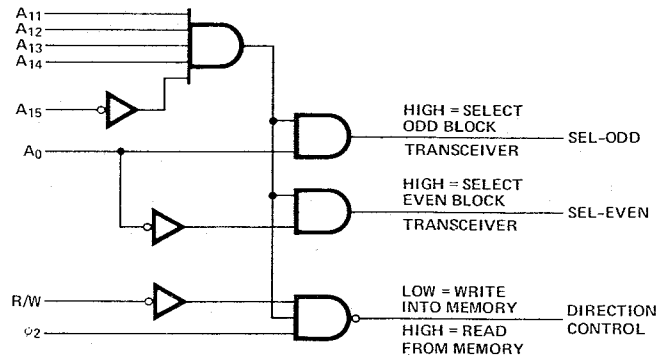 A11
A12
A13
A14
A15
A0
HIGH = SELECT
ODD BLOCK
TRANSCEIVER
SEL-ODD
HIGH = SELECT
EVEN BLOCK
TRANSCEIVER
SEL-EVEN
R/W
φ2
LOW = WRITE
INTO MEMORY
HIGH = READ
FROM MEMORY
DIRECTION
CONTROL